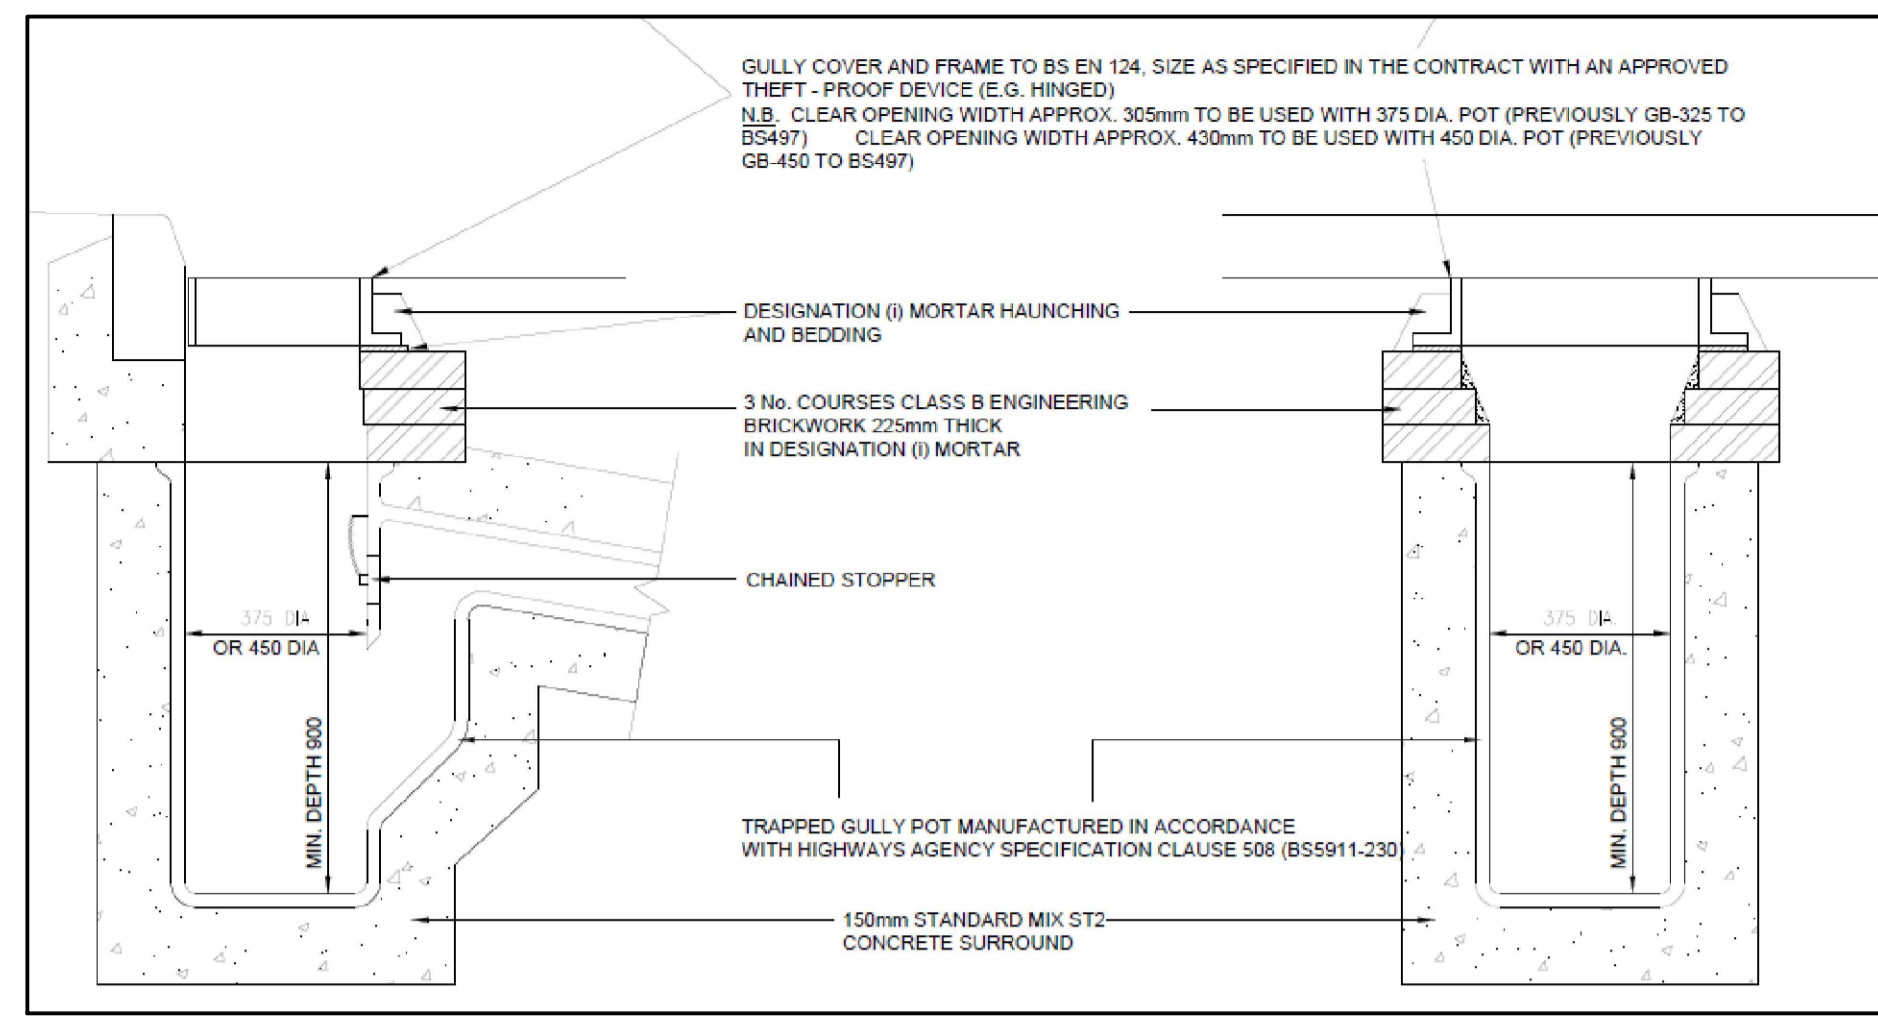 GULLY COVER AND FRAME TO BS EN 124, SIZE AS SPECIFIED IN THE CONTRACT WITH AN APPROVED
THEFT - PROOF DEVICE (E.G. HINGED)
N.B. CLEAR OPENING WIDTH APPROX. 305mm TO BE USED WITH 375 DIA. POT (PREVIOUSLY GB-325 TO
BS497) CLEAR OPENING WIDTH APPROX. 430mm TO BE USED WITH 450 DIA. POT (PREVIOUSLY
GB-450 TO BS497)
DESIGNATION (i) MORTAR HAUNCHING
AND BEDDING
3 No. COURSES CLASS B ENGINEERING
BRICKWORK 225mm THICK
IN DESIGNATION (i) MORTAR
CHAINED STOPPER
375 DIA
OR 450 DIA
MIN. DEPTH 900
375 DIA.
OR 450 DIA.
MIN. DEPTH 900
TRAPPED GULLY POT MANUFACTURED IN ACCORDANCE
WITH HIGHWAYS AGENCY SPECIFICATION CLAUSE 508 (BS5911-230)
150mm STANDARD MIX ST2
CONCRETE SURROUND